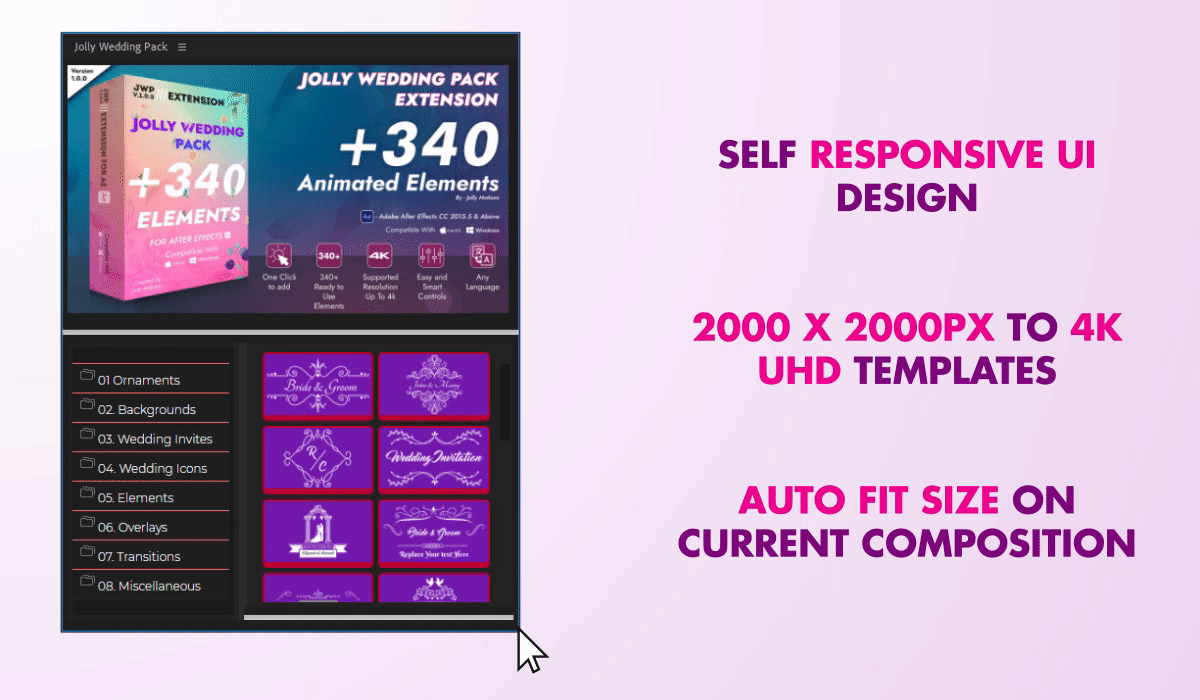 Jolly Wedding Pack
Version
1.0.0
JWP
V.1.0.0
EXTENSION
JOLLY WEDDING
PACK
+340
ELEMENTS
FOR AFTER EFFECTS
Compatible With
JOLLY WEDDING PACK
EXTENSION
+340
Animated Elements
By - Jolly Motions
Ae - Adobe After Effects CC 2015.5 & Above
Compatible With macOS Windows
One Click
to add
340+
340+
Ready to
Use
Elements
4K
Supported
Resolution
Up To 4k
Easy and
Smart
Controls
Any
Language
01 Ornaments
02. Backgrounds
03. Wedding Invites
04. Wedding Icons
05. Elements
06. Overlays
07. Transitions
08. Miscellaneous
Bride & Groom
John & Marry
R/C
Wedding Invitation
Bride & Groom
Replace Your text Here
SELF RESPONSIVE UI
DESIGN
2000 X 2000PX TO 4K
UHD TEMPLATES
AUTO FIT SIZE ON
CURRENT COMPOSITION